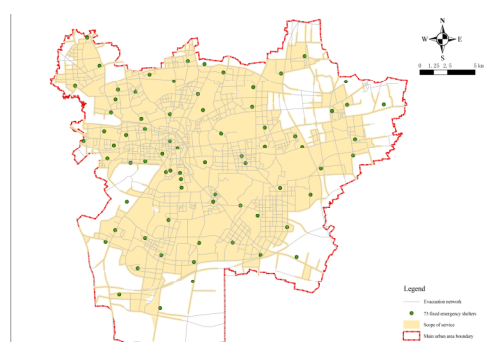 N
W E
S
0 1.25 2.5 5 km
Legend
Evacuation network
73 fixed emergency shelters
Scope of service
Main urban area boundary